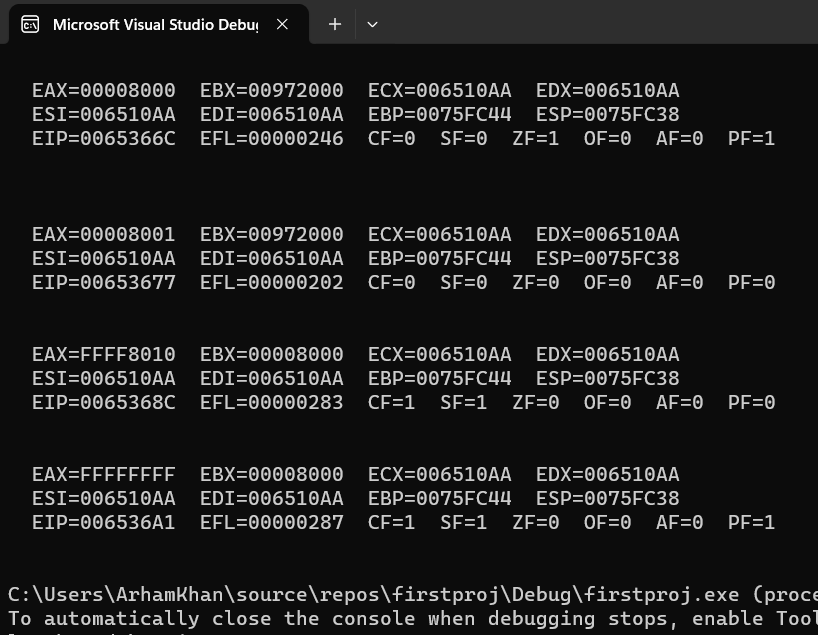 Microsoft Visual Studio Debu
EAX=00008000 EBX=00972000 ECX=006510AA EDX=006510AA
ESI=006510AA EDI=006510AA EBP=0075FC44 ESP=0075FC38
EIP=0065366C EFL=00000246 CF=0 SF=0 ZF=1 OF=0 AF=0 PF=1
EAX=00008001 EBX=00972000 ECX=006510AA EDX=006510AA
ESI=006510AA EDI=006510AA EBP=0075FC44 ESP=0075FC38
EIP=00653677 EFL=00000202 CF=0 SF=0 ZF=0 OF=0 AF=0 PF=0
EAX=FFFF8010 EBX=00008000 ECX=006510AA EDX=006510AA
ESI=006510AA EDI=006510AA EBP=0075FC44 ESP=0075FC38
EIP=0065368C EFL=00000283 CF=1 SF=1 ZF=0 OF=0 AF=0 PF=0
EAX=FFFFFFFF EBX=00008000 ECX=006510AA EDX=006510AA
ESI=006510AA EDI=006510AA EBP=0075FC44 ESP=0075FC38
EIP=006536A1 EFL=00000287 CF=1 SF=1 ZF=0 OF=0 AF=0 PF=1
C:\Users\ArhamKhan\source\repos\firstproj\Debug\firstproj.exe (proce
To automatically close the console when debugging stops, enable Tool